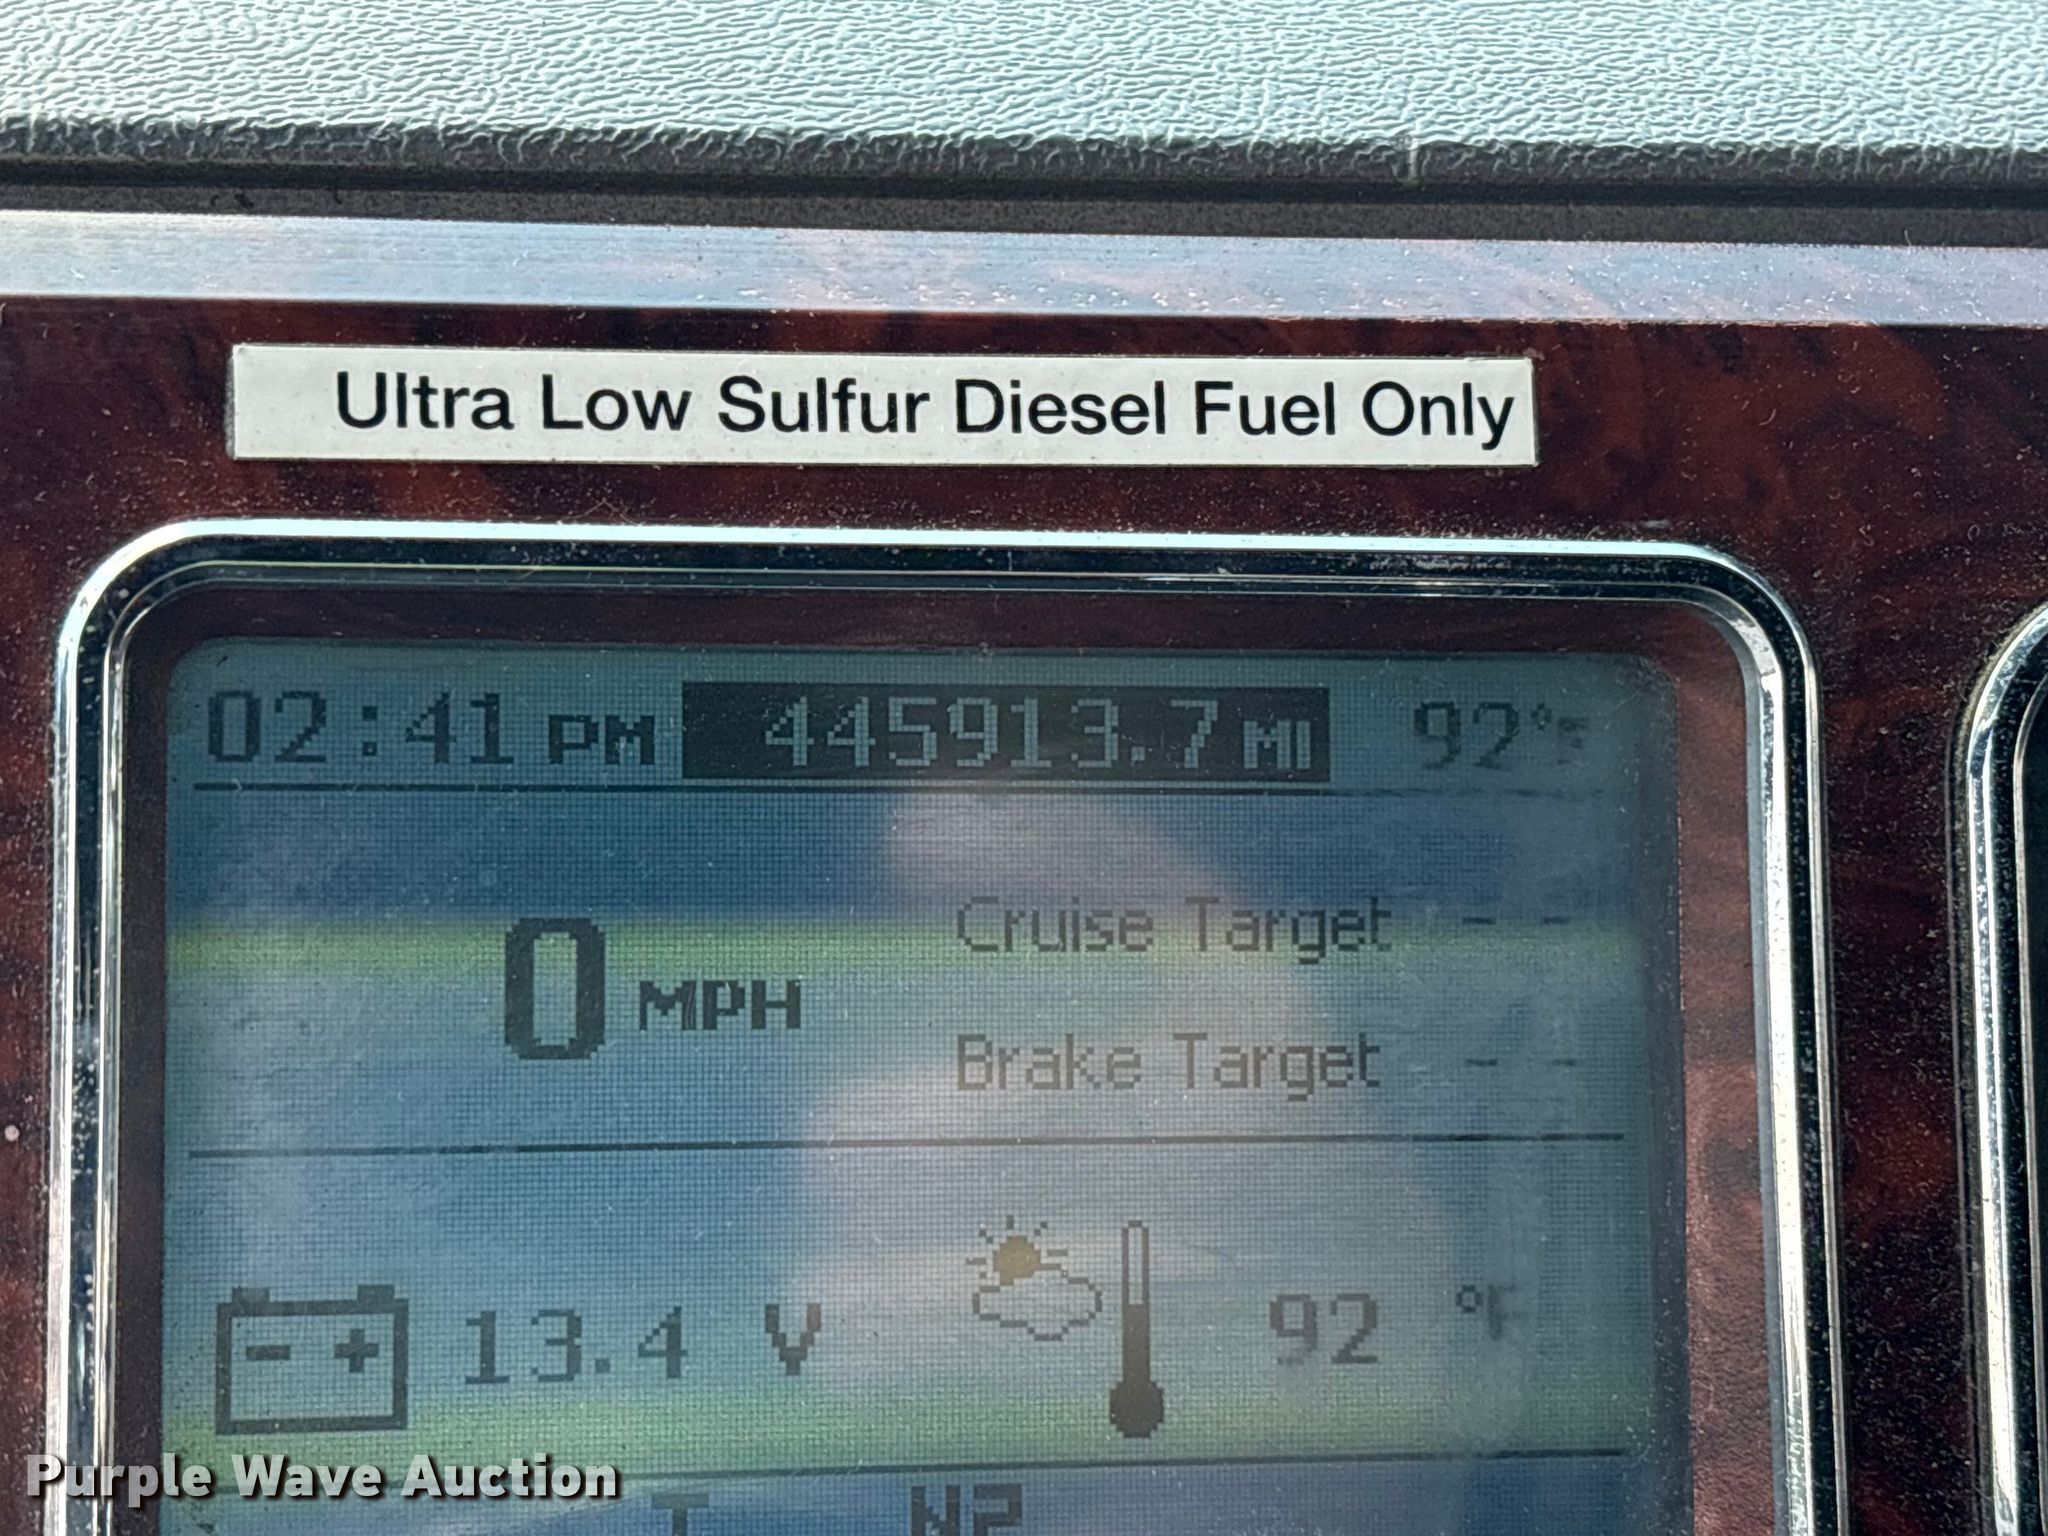 Ultra Low Sulfur Diesel Fuel Only
02:41 PM 445913.7 MI 92°F
0 MPH
Cruise Target - -
Brake Target - -
- + 13.4 V 92 °F
Purple Wave Auction